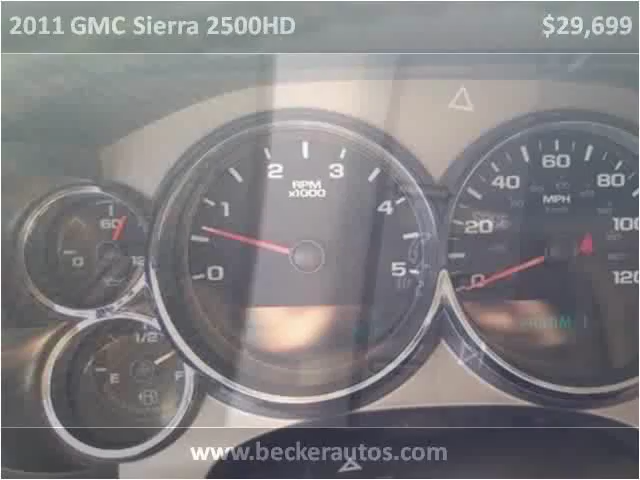 2011 GMC Sierra 2500HD $29,699
2 3
1 4
RPM
x1000
0 5
60
0
1/2
E F
60
40 80
MPH
20 100
0 120
www.beckerautos.com